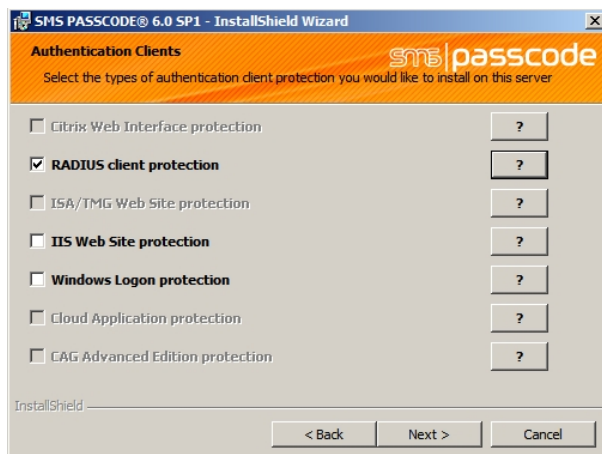 SMS PASSCODE® 6.0 SP1 - InstallShield Wizard
Authentication Clients
sms|passcode
Select the types of authentication client protection you would like to install on this server
Citrix Web Interface protection ?
RADIUS client protection ?
ISA/TMG Web Site protection ?
IIS Web Site protection ?
Windows Logon protection ?
Cloud Application protection ?
CAG Advanced Edition protection ?
InstallShield
< Back Next > Cancel